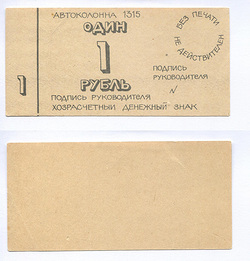 АВТОКОЛОННА 1315
ОДИН
1
РУБЛЬ
1
ПОДПИСЬ РУКОВОДИТЕЛЯ
ХОЗРАСЧЕТНЫЙ ДЕНЕЖНЫЙ ЗНАК
БЕЗ ПЕЧАТИ
НЕ ДЕЙСТВИТЕЛЕН
ПОДПИСЬ
РУКОВОДИТЕЛЯ
N